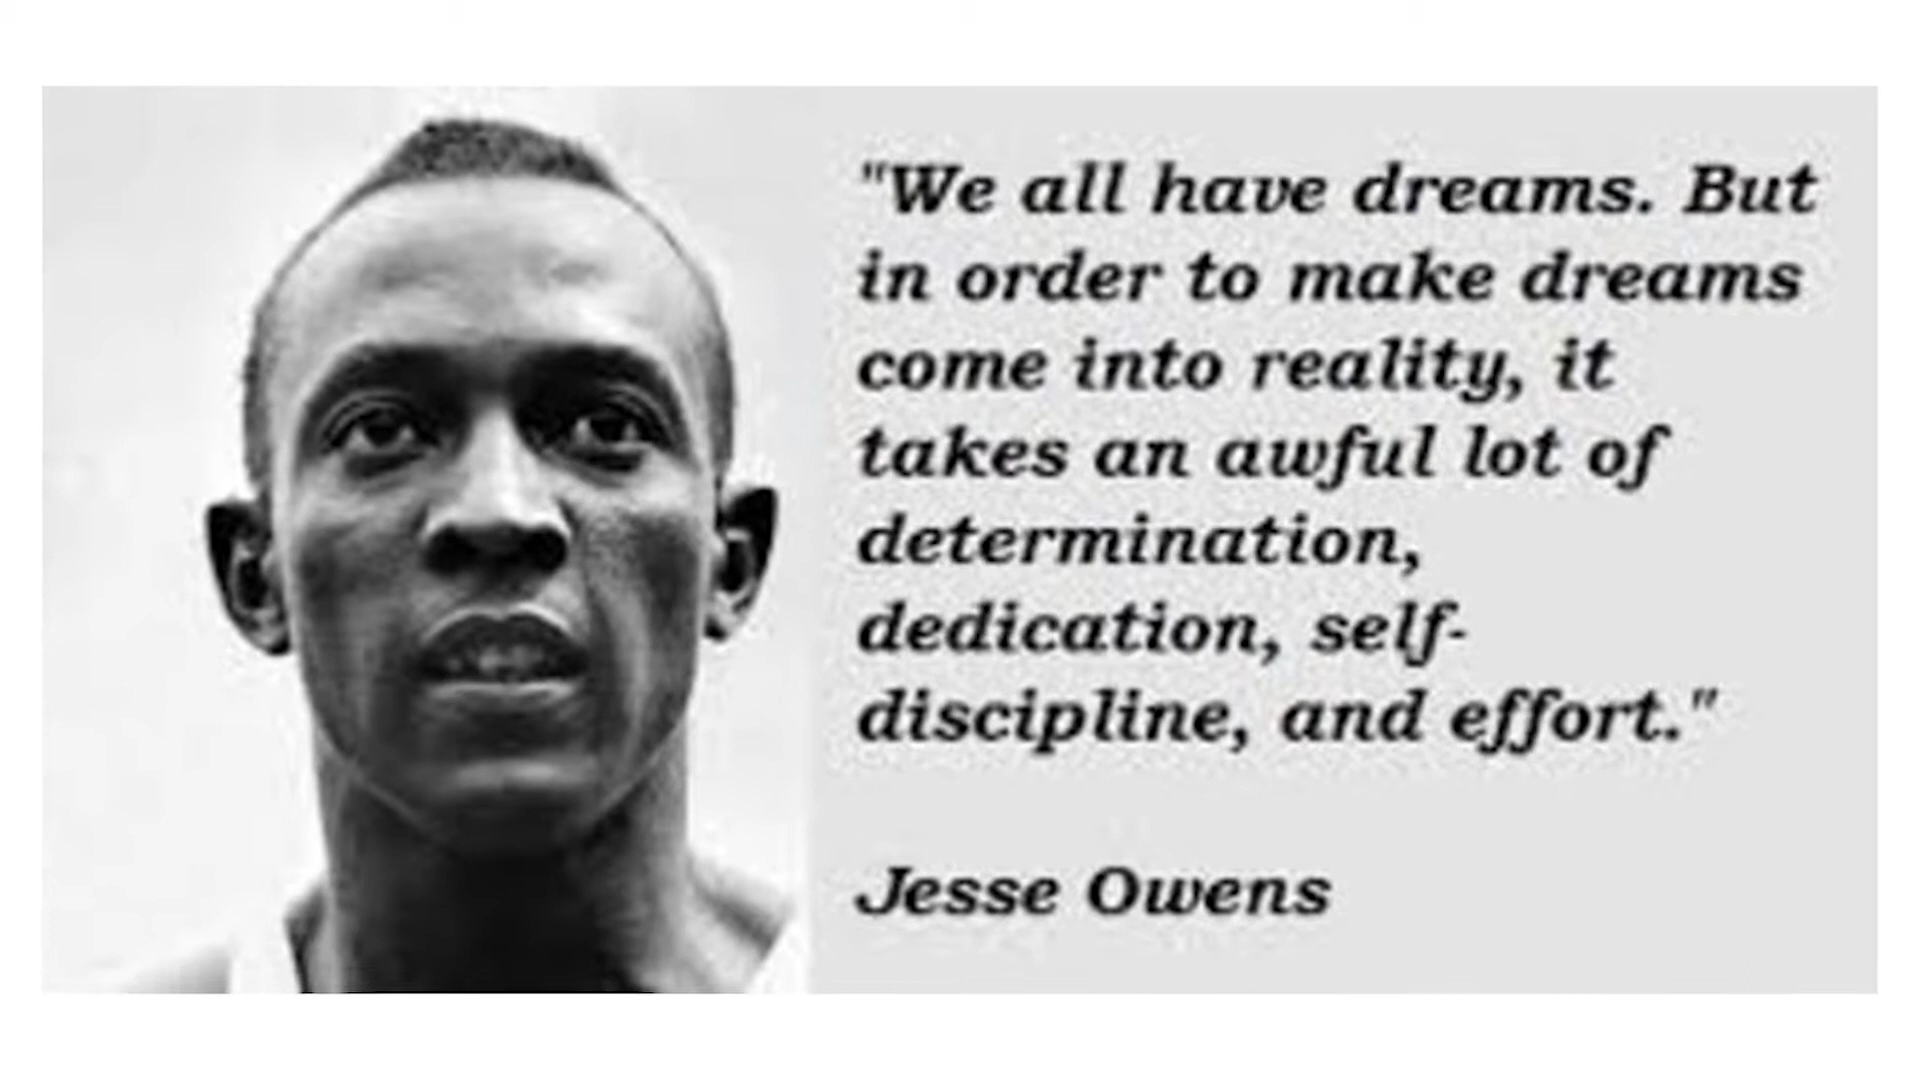 "We all have dreams. But
in order to make dreams
come into reality, it
takes an awful lot of
determination,
dedication, self-
discipline, and effort."
Jesse Owens